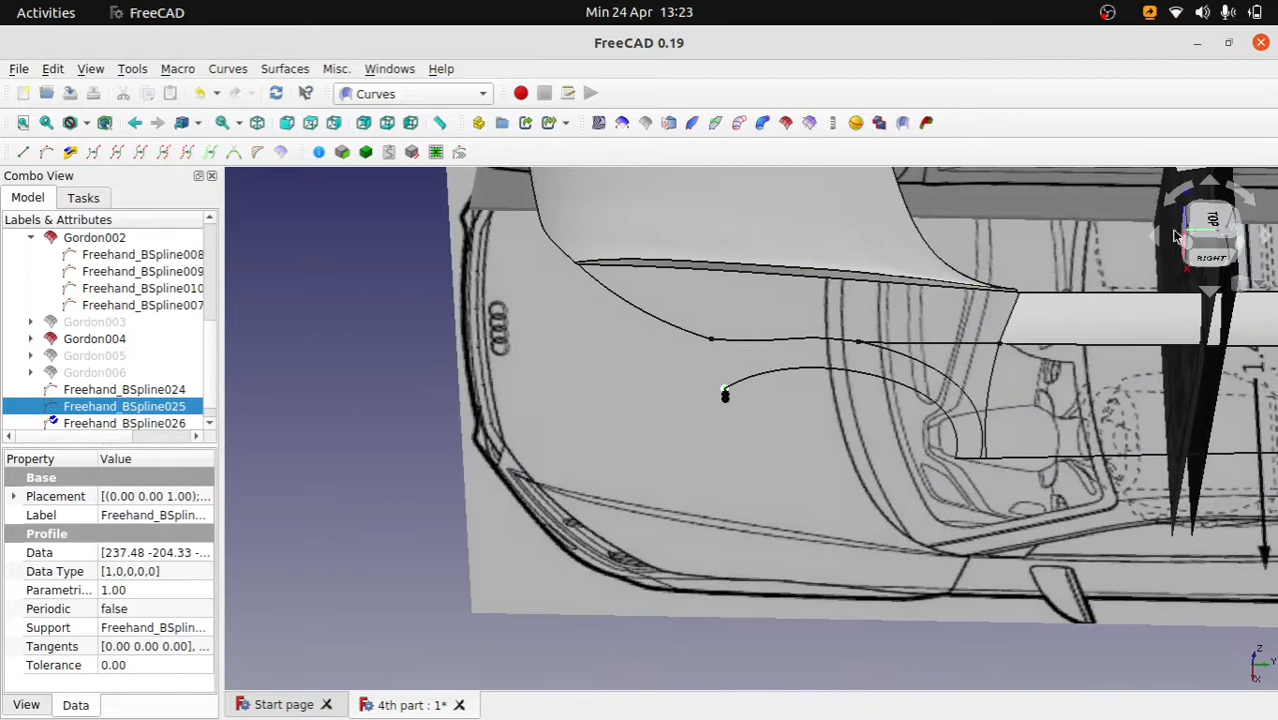 Activities FreeCAD Min 24 Apr 13:23
FreeCAD 0.19
File Edit View Tools Macro Curves Surfaces Misc. Windows Help
Curves
Combo View
Model Tasks
Labels & Attributes
Gordon002
Freehand_BSpline008
Freehand_BSpline009
Freehand_BSpline010
Freehand_BSpline007
Gordon003
Gordon004
Gordon005
Gordon006
Freehand_BSpline024
Freehand_BSpline025
Freehand_BSpline026
Property Value
Base
Placement [(0.00 0.00 1.00);...
Label Freehand_BSplin...
Profile
Data [237.48 -204.33 -...
Data Type [1,0,0,0,0]
Parametri... 1.00
Periodic false
Support Freehand_BSplin...
Tangents [0.00 0.00 0.00], ...
Tolerance 0.00
View Data
TOP
RIGHT
X
Z
Y
X
Start page 4th part : 1*